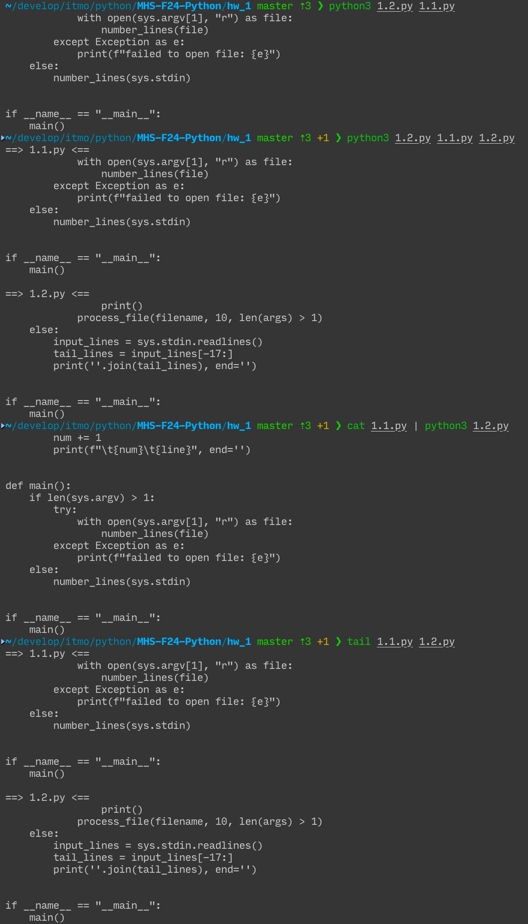 ~/develop/itmo/python/MHS-F24-Python/hw_1 master ⇡3 ❯ python3 1.2.py 1.1.py
            with open(sys.argv[1], "r") as file:
                number_lines(file)
        except Exception as e:
            print(f"failed to open file: {e}")
    else:
        number_lines(sys.stdin)


if __name__ == "__main__":
    main()
~/develop/itmo/python/MHS-F24-Python/hw_1 master ⇡3 +1 ❯ python3 1.2.py 1.1.py 1.2.py
==> 1.1.py <==
            with open(sys.argv[1], "r") as file:
                number_lines(file)
        except Exception as e:
            print(f"failed to open file: {e}")
    else:
        number_lines(sys.stdin)


if __name__ == "__main__":
    main()

==> 1.2.py <==
                print()
            process_file(filename, 10, len(args) > 1)
    else:
        input_lines = sys.stdin.readlines()
        tail_lines = input_lines[-17:]
        print(''.join(tail_lines), end='')


if __name__ == "__main__":
    main()
~/develop/itmo/python/MHS-F24-Python/hw_1 master ⇡3 +1 ❯ cat 1.1.py | python3 1.2.py
        num += 1
        print(f"\t{num}\t{line}", end='')


def main():
    if len(sys.argv) > 1:
        try:
            with open(sys.argv[1], "r") as file:
                number_lines(file)
        except Exception as e:
            print(f"failed to open file: {e}")
    else:
        number_lines(sys.stdin)


if __name__ == "__main__":
    main()
~/develop/itmo/python/MHS-F24-Python/hw_1 master ⇡3 +1 ❯ tail 1.1.py 1.2.py
==> 1.1.py <==
            with open(sys.argv[1], "r") as file:
                number_lines(file)
        except Exception as e:
            print(f"failed to open file: {e}")
    else:
        number_lines(sys.stdin)


if __name__ == "__main__":
    main()

==> 1.2.py <==
                print()
            process_file(filename, 10, len(args) > 1)
    else:
        input_lines = sys.stdin.readlines()
        tail_lines = input_lines[-17:]
        print(''.join(tail_lines), end='')


if __name__ == "__main__":
    main()